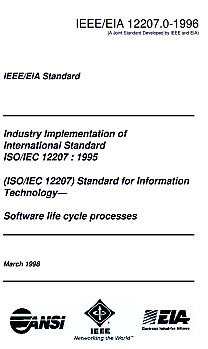 IEEE/EIA 12207.0-1996
(A Joint Standard Developed by IEEE and EIA)
IEEE/EIA Standard
Industry Implementation of
International Standard
ISO/IEC 12207 : 1995
(ISO/IEC 12207) Standard for Information
Technology—
Software life cycle processes
March 1998
ANSI
IEEE
Networking the World™
EIA
Electronic Industries Alliance